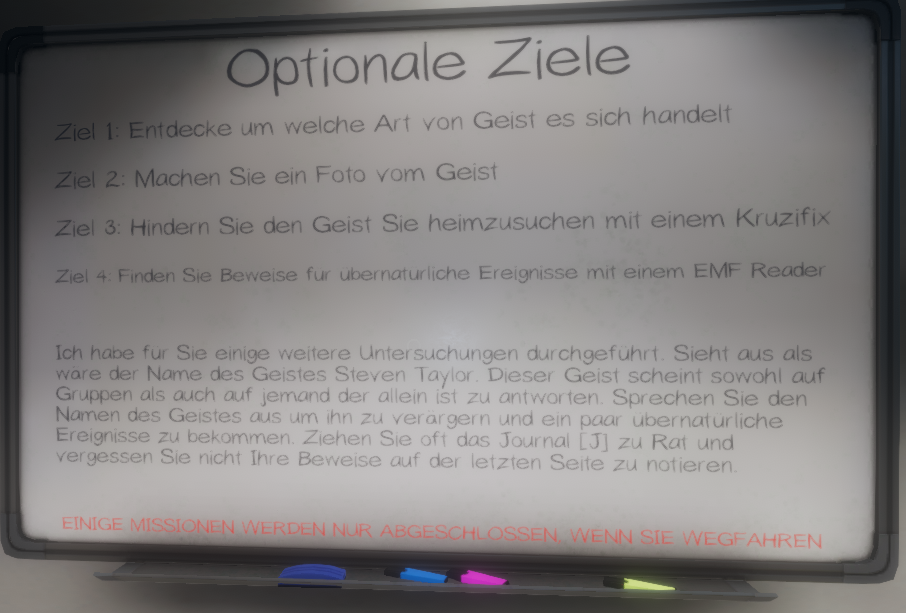 Optionale Ziele
Ziel 1: Entdecke um welche Art von Geist es sich handelt
Ziel 2: Machen Sie ein Foto vom Geist
Ziel 3: Hindern Sie den Geist Sie heimzusuchen mit einem Kruzifix
Ziel 4: Finden Sie Beweise fur ubernaturliche Ereignisse mit einem EMF Reader
Ich habe für Sie einige weitere Untersuchungen durchgeführt. Sieht aus als
wäre der Name des Geistes Steven Taylor. Dieser Geist scheint sowohl auf
Gruppen als auch auf jemand der allein ist zu antworten. Sprechen Sie den
Namen des Geistes aus um ihn zu verärgern und ein paar übernatürliche
Ereignisse zu bekommen. Ziehen Sie oft das Journal [J] zu Rat und
vergessen Sie nicht Ihre Beweise auf der letzten Seite zu notieren.
EINIGE MISSIONEN WERDEN NUR ABGESCHLOSSEN, WENN SIE WEGFAHREN